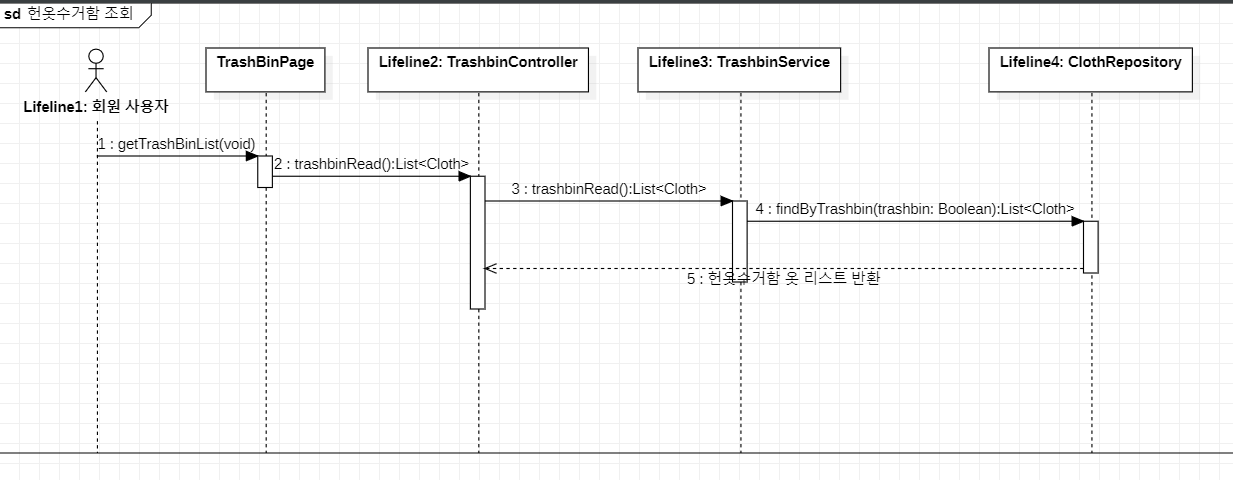 sd 헌옷수거함 조회
TrashBinPage
Lifeline2: TrashbinController
Lifeline3: TrashbinService
Lifeline4: ClothRepository
Lifeline1: 회원 사용자
1 : getTrashBinList(void)
2 : trashbinRead():List<Cloth>
3 : trashbinRead():List<Cloth>
4 : findByTrashbin(trashbin: Boolean):List<Cloth>
5 : 헌옷수거함 옷 리스트 반환